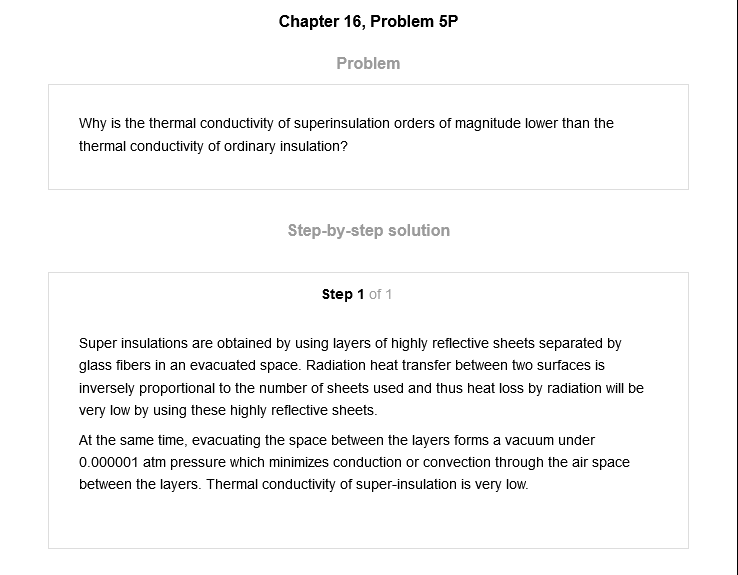 Chapter 16, Problem 5P
Problem
Why is the thermal conductivity of superinsulation orders of magnitude lower than the
thermal conductivity of ordinary insulation?
Step-by-step solution
Step 1 of 1
Super insulations are obtained by using layers of highly reflective sheets separated by
glass fibers in an evacuated space. Radiation heat transfer between two surfaces is
inversely proportional to the number of sheets used and thus heat loss by radiation will be
very low by using these highly reflective sheets.
At the same time, evacuating the space between the layers forms a vacuum under
0.000001 atm pressure which minimizes conduction or convection through the air space
between the layers. Thermal conductivity of super-insulation is very low.